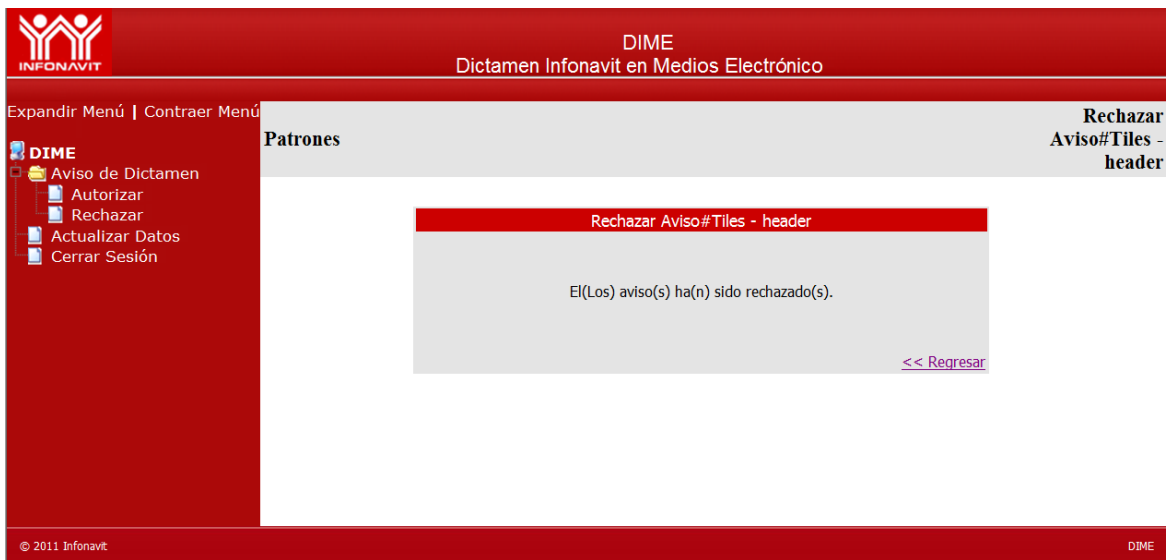 INFONAVIT
DIME
Dictamen Infonavit en Medios Electrónico
Expandir Menú | Contraer Menú
DIME
Aviso de Dictamen
Autorizar
Rechazar
Actualizar Datos
Cerrar Sesión
Patrones
Rechazar
Aviso#Tiles -
header
Rechazar Aviso#Tiles - header
El(Los) aviso(s) ha(n) sido rechazado(s).
<< Regresar
© 2011 Infonavit
DIME